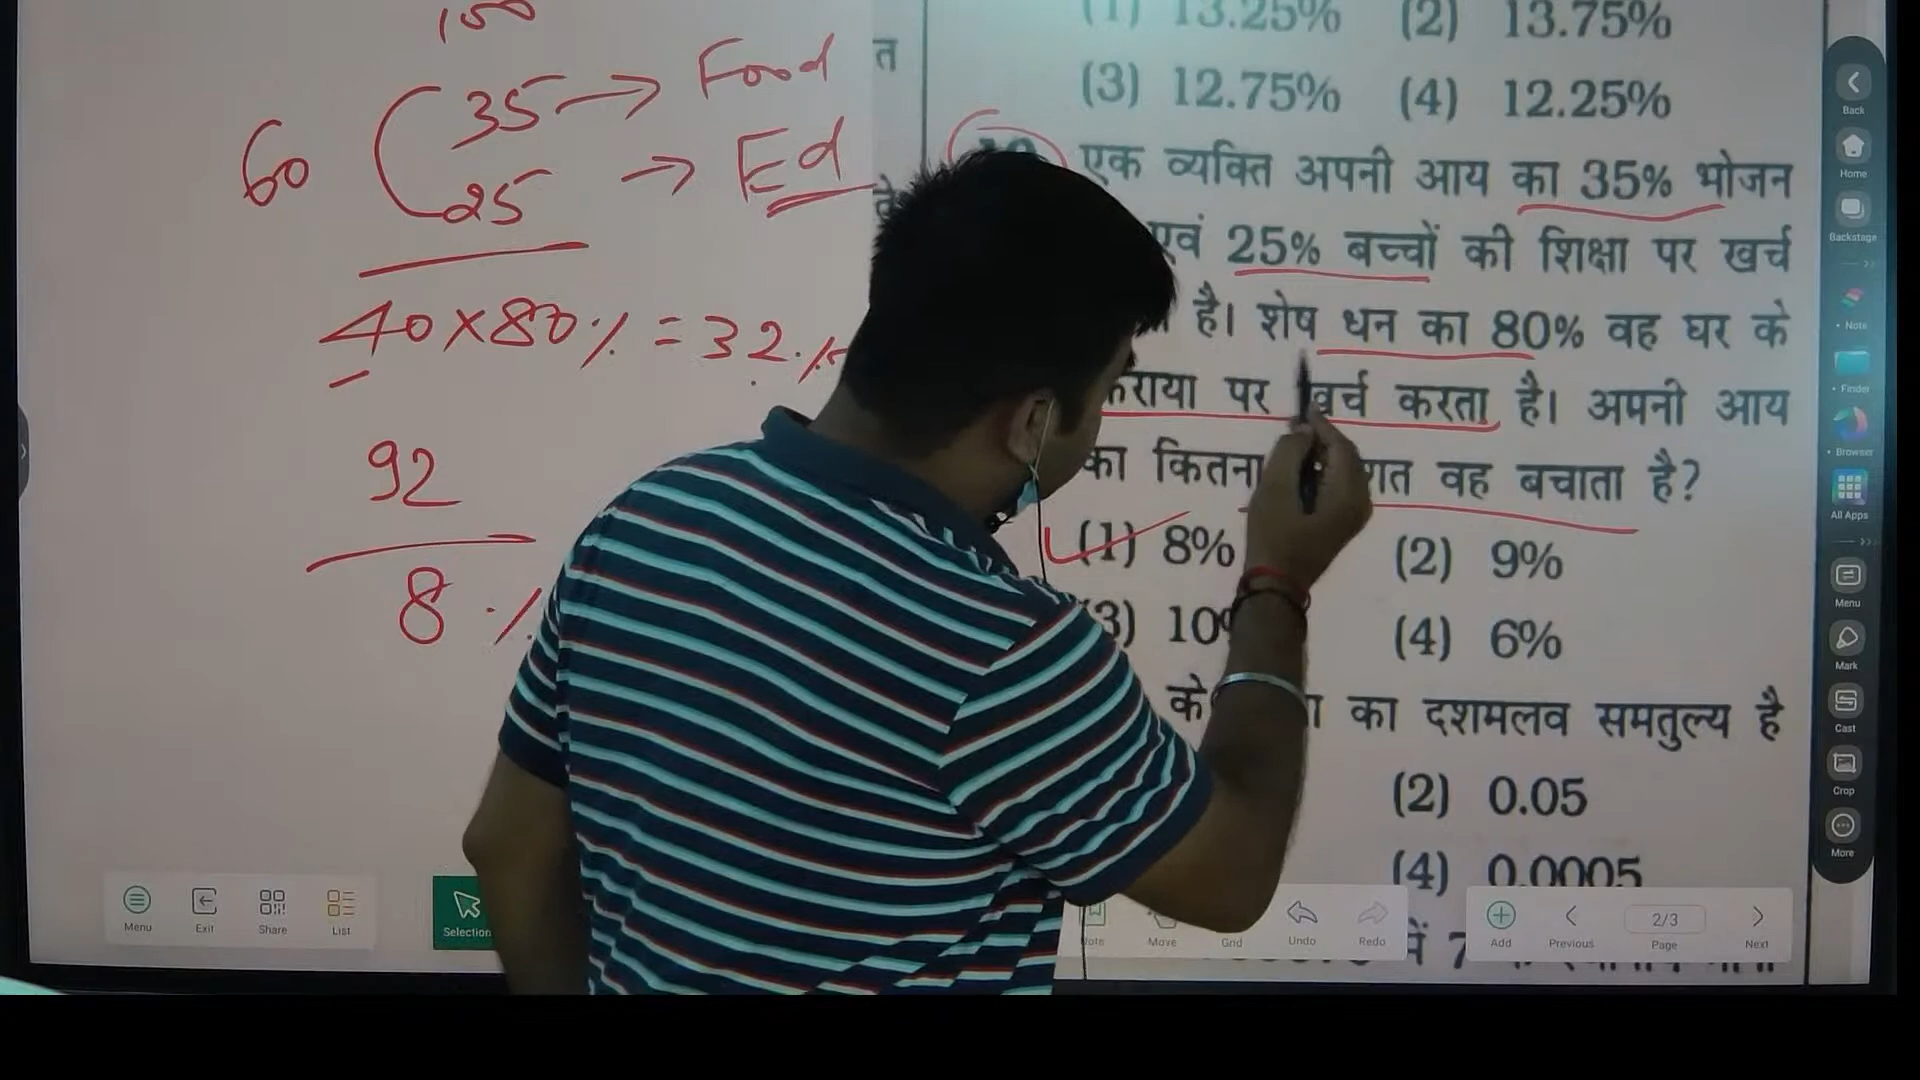 100
35 → Food
60
25 → Ed
40×80% = 32%
92
8%
त
(1) 13.25% (2) 13.75%
(3) 12.75% (4) 12.25%
एक व्यक्ति अपनी आय का 35% भोजन
एवं 25% बच्चों की शिक्षा पर खर्च
है। शेष धन का 80% वह घर के
पर खर्च करता है। अपनी आय
का कितना वह बचाता है?
(1) 8% (2) 9%
(4) 6%
के का दशमलव समतुल्य है
(2) 0.05
(4) 0.0005
में 7
Menu
Exit
Share
List
Selection
Note
Move
Grid
Undo
Redo
Add
Previous
2/3
Page
Next
Back
Home
Backstage
Note
Finder
Browser
All Apps
Menu
Mark
Cast
Crop
More